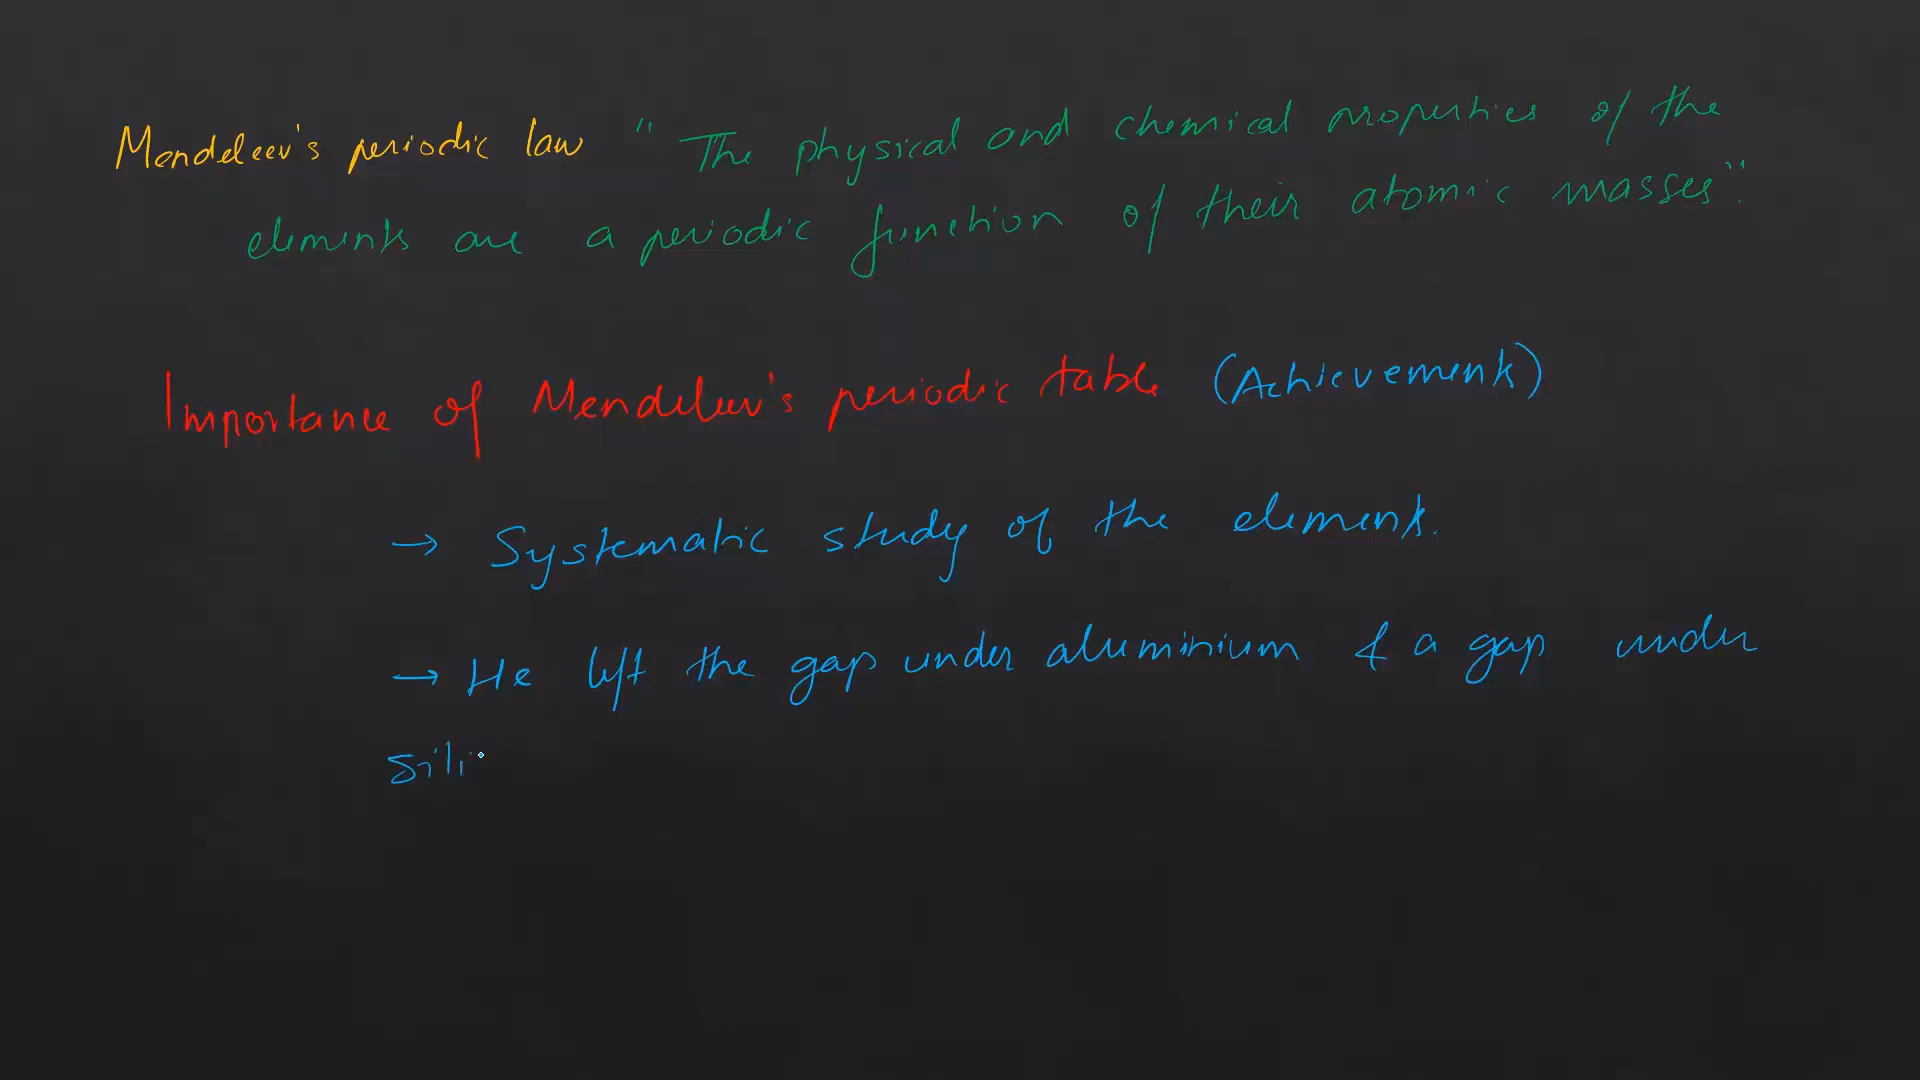 Mendeleev's periodic law "The physical and chemical properties of the
elements are a periodic function of their atomic masses".
Importance of Mendeleev's periodic table (Achievements)
→ Systematic study of the elements.
→ He left the gap under aluminium & a gap under
sili